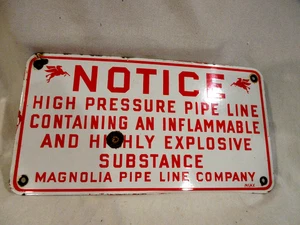 NOTICE
HIGH PRESSURE PIPE LINE
CONTAINING AN INFLAMMABLE
AND HIGHLY EXPLOSIVE
SUBSTANCE
MAGNOLIA PIPE LINE COMPANY